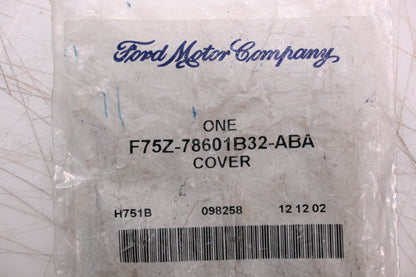 Ford Motor Company
ONE
F75Z-78601B32-ABA
COVER
H751B 098258 12 12 02